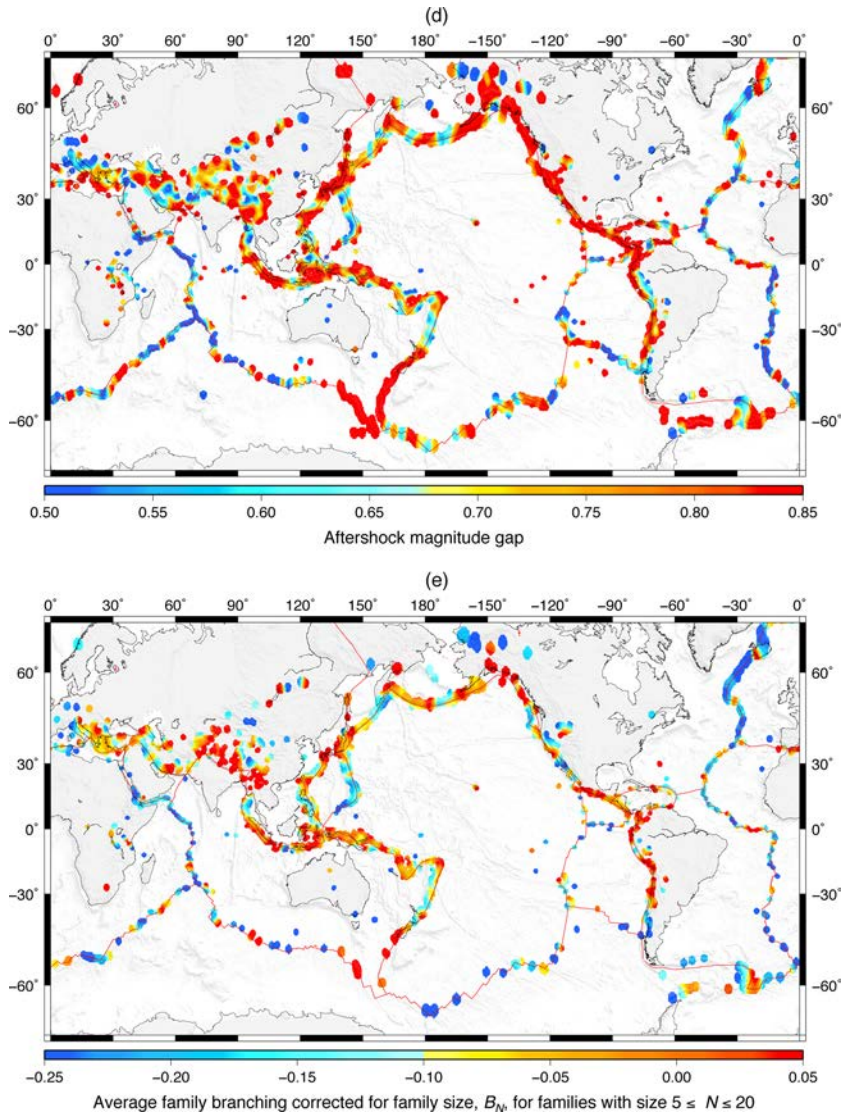 (d)
0° 30° 60° 90° 120° 150° 180° −150° −120° −90° −60° −30° 0°
60° 60°
30° 30°
0° 0°
−30° −30°
−60° −60°
0.50 0.55 0.60 0.65 0.70 0.75 0.80 0.85
Aftershock magnitude gap
(e)
0° 30° 60° 90° 120° 150° 180° −150° −120° −90° −60° −30° 0°
60° 60°
30° 30°
0° 0°
−30° −30°
−60° −60°
−0.25 −0.20 −0.15 −0.10 −0.05 0.00 0.05
Average family branching corrected for family size, B_N, for families with size 5 ≤ N ≤ 20